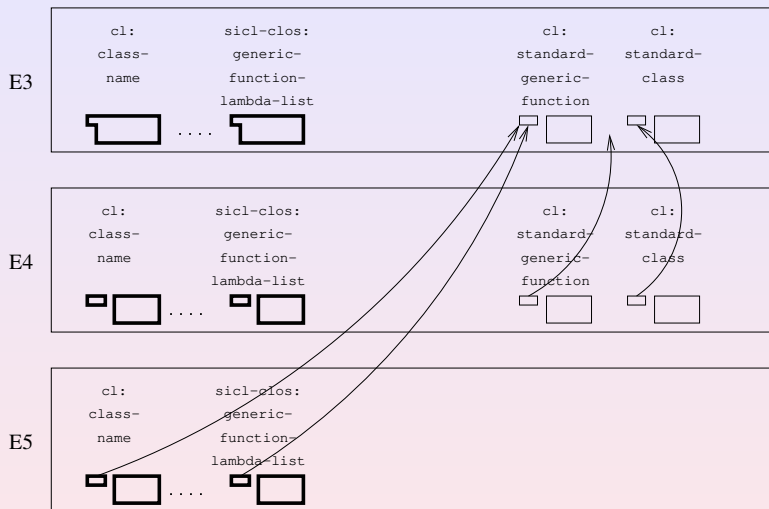 cl: sicl-clos: cl: cl:
class- generic- standard- standard-
name function- generic- class
E3
lambda-list function
. . . .
cl: sicl-clos: cl: cl:
class- generic- standard- standard-
E4
name function- generic- class
lambda-list function
. . . .
cl: sicl-clos:
class- generic-
E5
name function-
lambda-list
. . . .